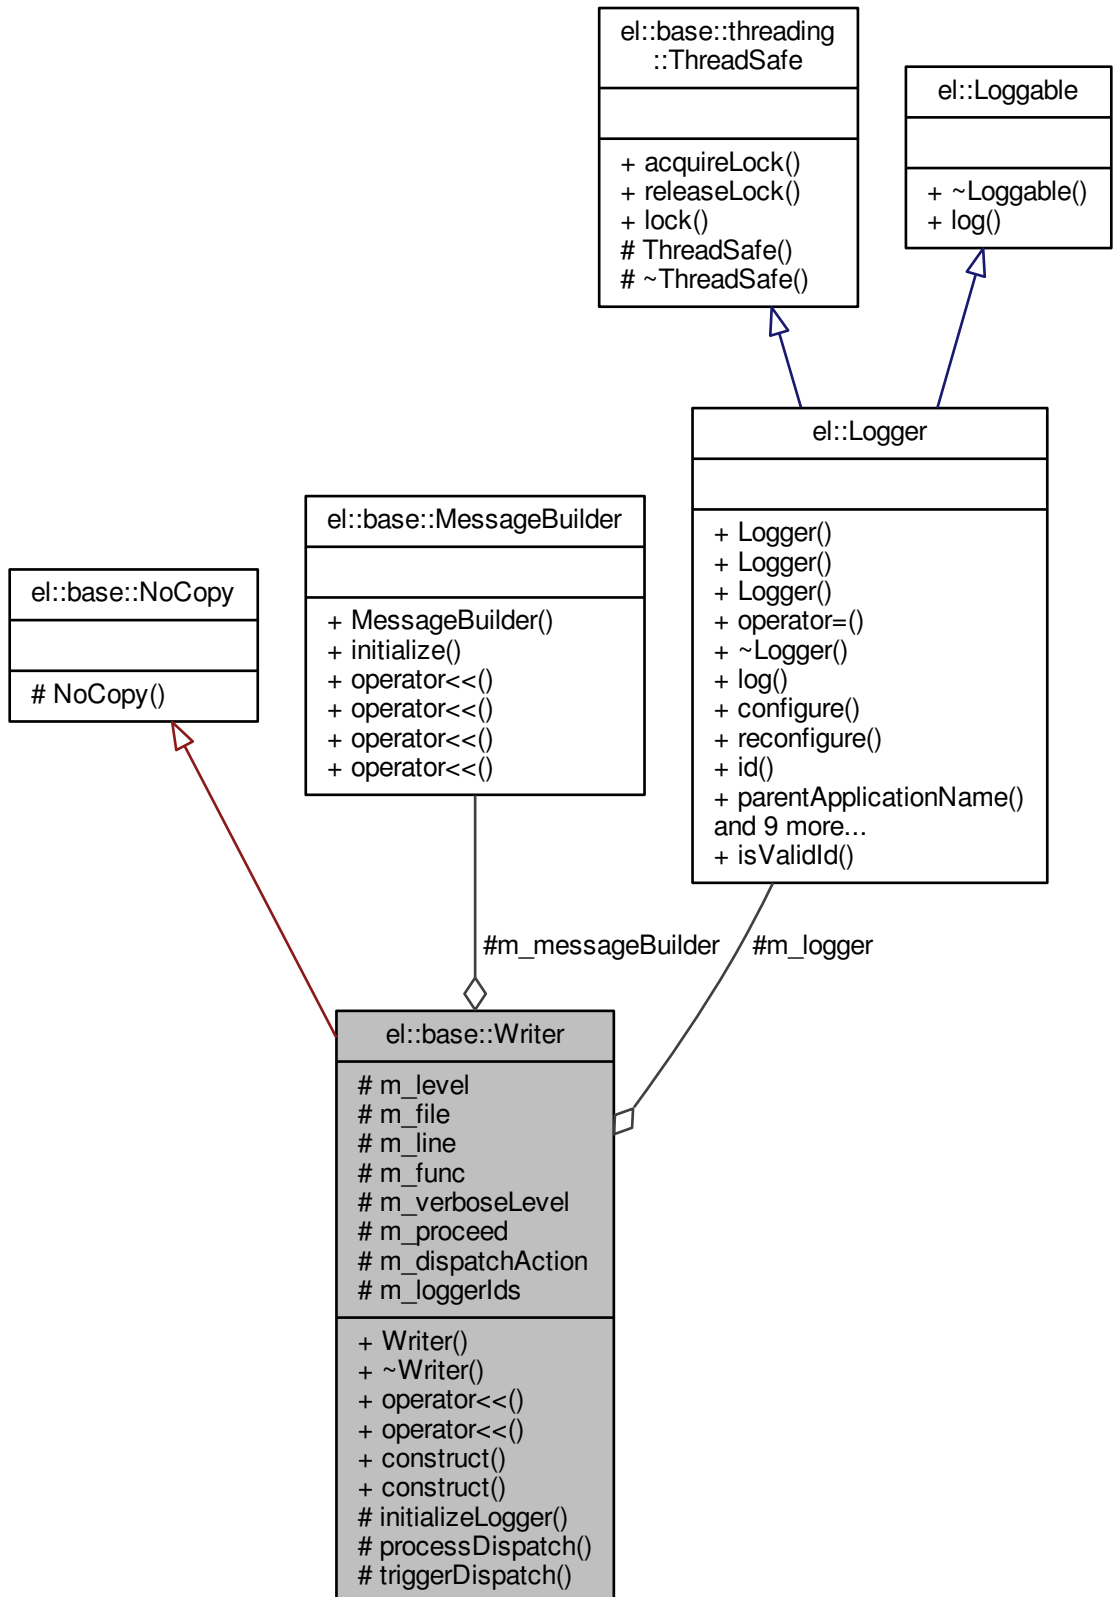 el::base::threading
::ThreadSafe
+ acquireLock()
+ releaseLock()
+ lock()
# ThreadSafe()
# ~ThreadSafe()
el::Loggable
+ ~Loggable()
+ log()
el::Logger
+ Logger()
+ Logger()
+ Logger()
+ operator=()
+ ~Logger()
+ log()
+ configure()
+ reconfigure()
+ id()
+ parentApplicationName()
and 9 more...
+ isValidId()
el::base::MessageBuilder
+ MessageBuilder()
+ initialize()
+ operator<<()
+ operator<<()
+ operator<<()
+ operator<<()
el::base::NoCopy
# NoCopy()
#m_messageBuilder
#m_logger
el::base::Writer
# m_level
# m_file
# m_line
# m_func
# m_verboseLevel
# m_proceed
# m_dispatchAction
# m_loggerIds
+ Writer()
+ ~Writer()
+ operator<<()
+ operator<<()
+ construct()
+ construct()
# initializeLogger()
# processDispatch()
# triggerDispatch()